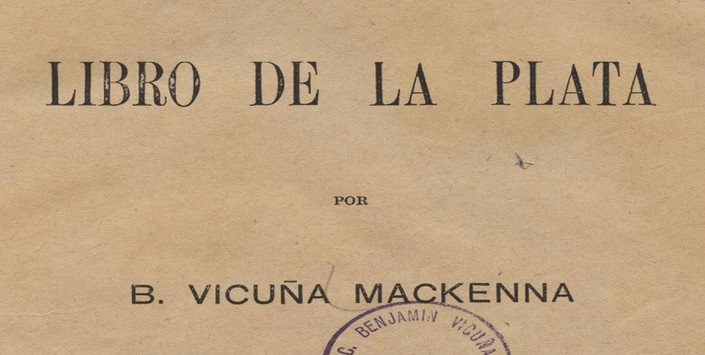 LIBRO DE LA PLATA
POR
B. VICUÑA MACKENNA
C. BENJAMIN VICUÑA